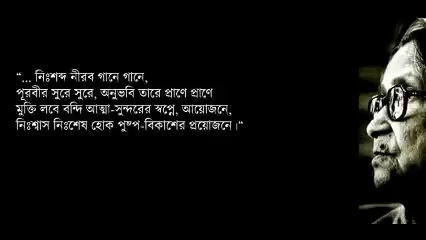 “... নিঃশব্দ নীরব গানে গানে,
পূরবীর সুরে সুরে, অনুভবি তারে প্রাণে প্রাণে
মুক্তি লবে বন্দি আত্মা-সুন্দরের স্বপ্নে, আয়োজনে,
নিঃশ্বাস নিঃশেষ হোক পুষ্প-বিকাশের প্রয়োজনে।“